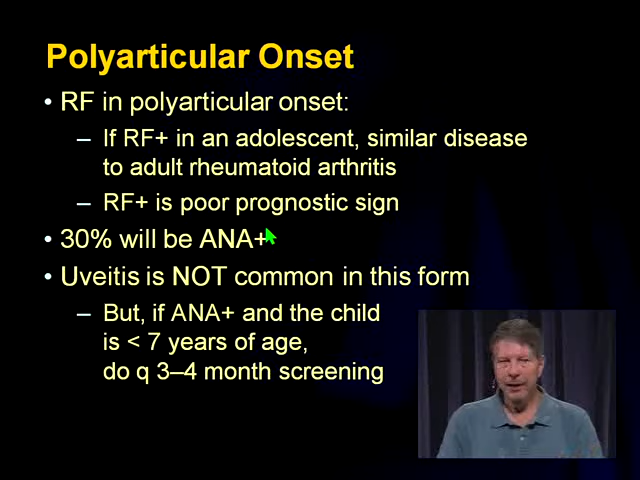 Polyarticular Onset
• RF in polyarticular onset:
– If RF+ in an adolescent, similar disease
to adult rheumatoid arthritis
– RF+ is poor prognostic sign
• 30% will be ANA+
• Uveitis is NOT common in this form
– But, if ANA+ and the child
is < 7 years of age,
do q 3–4 month screening